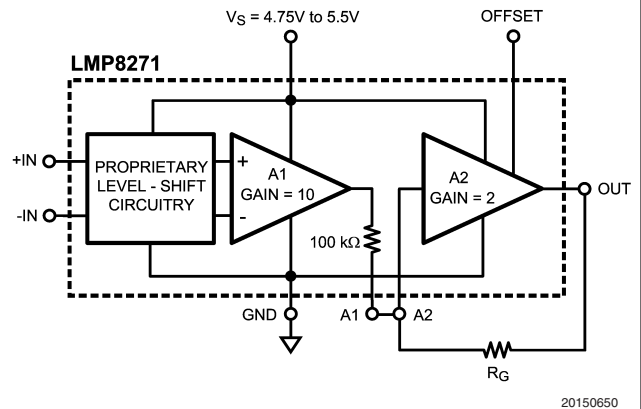 V_S = 4.75V to 5.5V
OFFSET
LMP8271
+IN
-IN
PROPRIETARY
LEVEL - SHIFT
CIRCUITRY
+
-
A1
GAIN = 10
A2
GAIN = 2
OUT
100 kΩ
GND
A1
A2
R_G
20150650